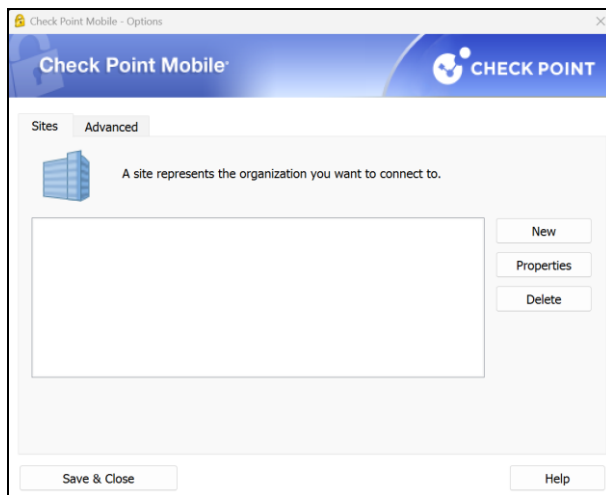 Check Point Mobile - Options
Check Point Mobile
CHECK POINT
Sites Advanced
A site represents the organization you want to connect to.
New
Properties
Delete
Save & Close Help